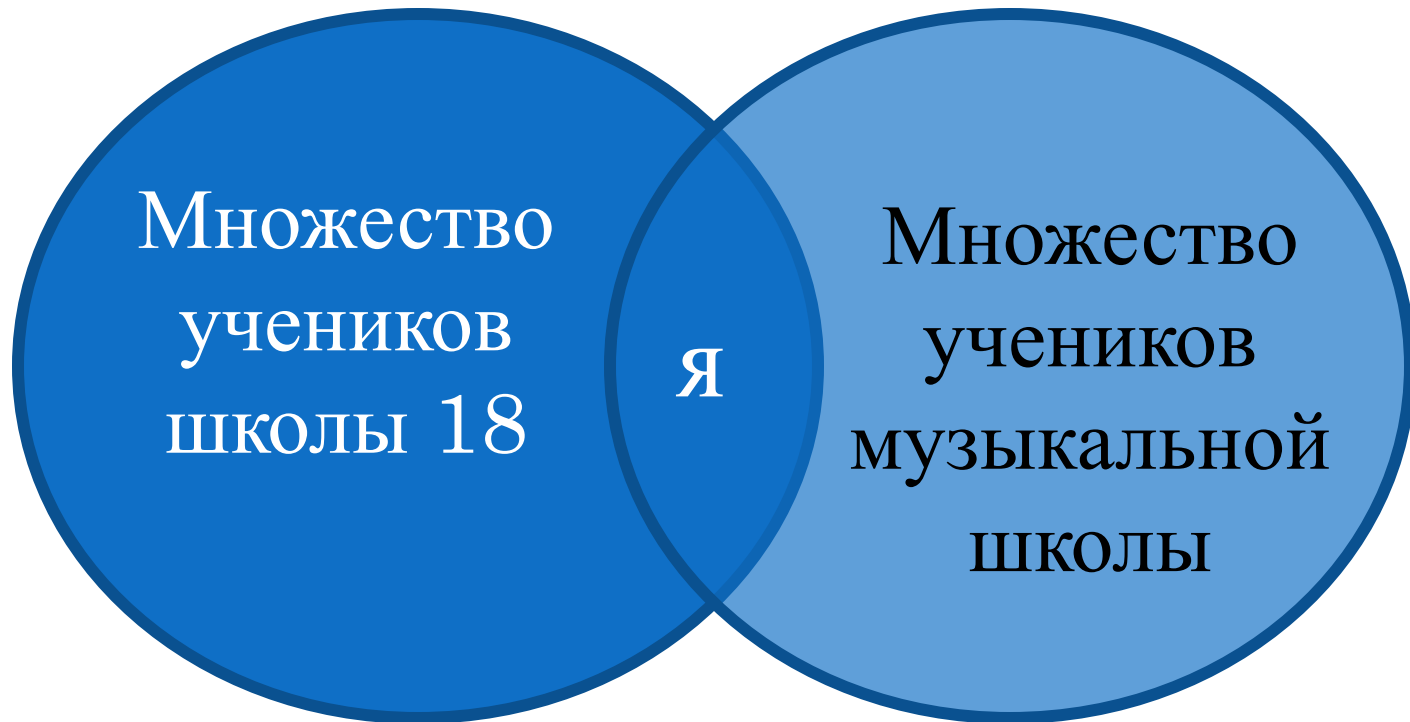 Множество
учеников
школы 18
я
Множество
учеников
музыкальной
школы